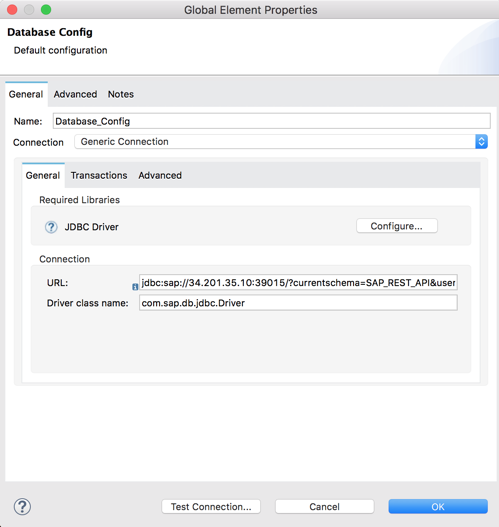 Global Element Properties
Database Config
Default configuration
General Advanced Notes
Name: Database_Config
Connection Generic Connection
General Transactions Advanced
Required Libraries
? JDBC Driver Configure...
Connection
URL: jdbc:sap://34.201.35.10:39015/?currentschema=SAP_REST_API&user
Driver class name: com.sap.db.jdbc.Driver
? Test Connection... Cancel OK